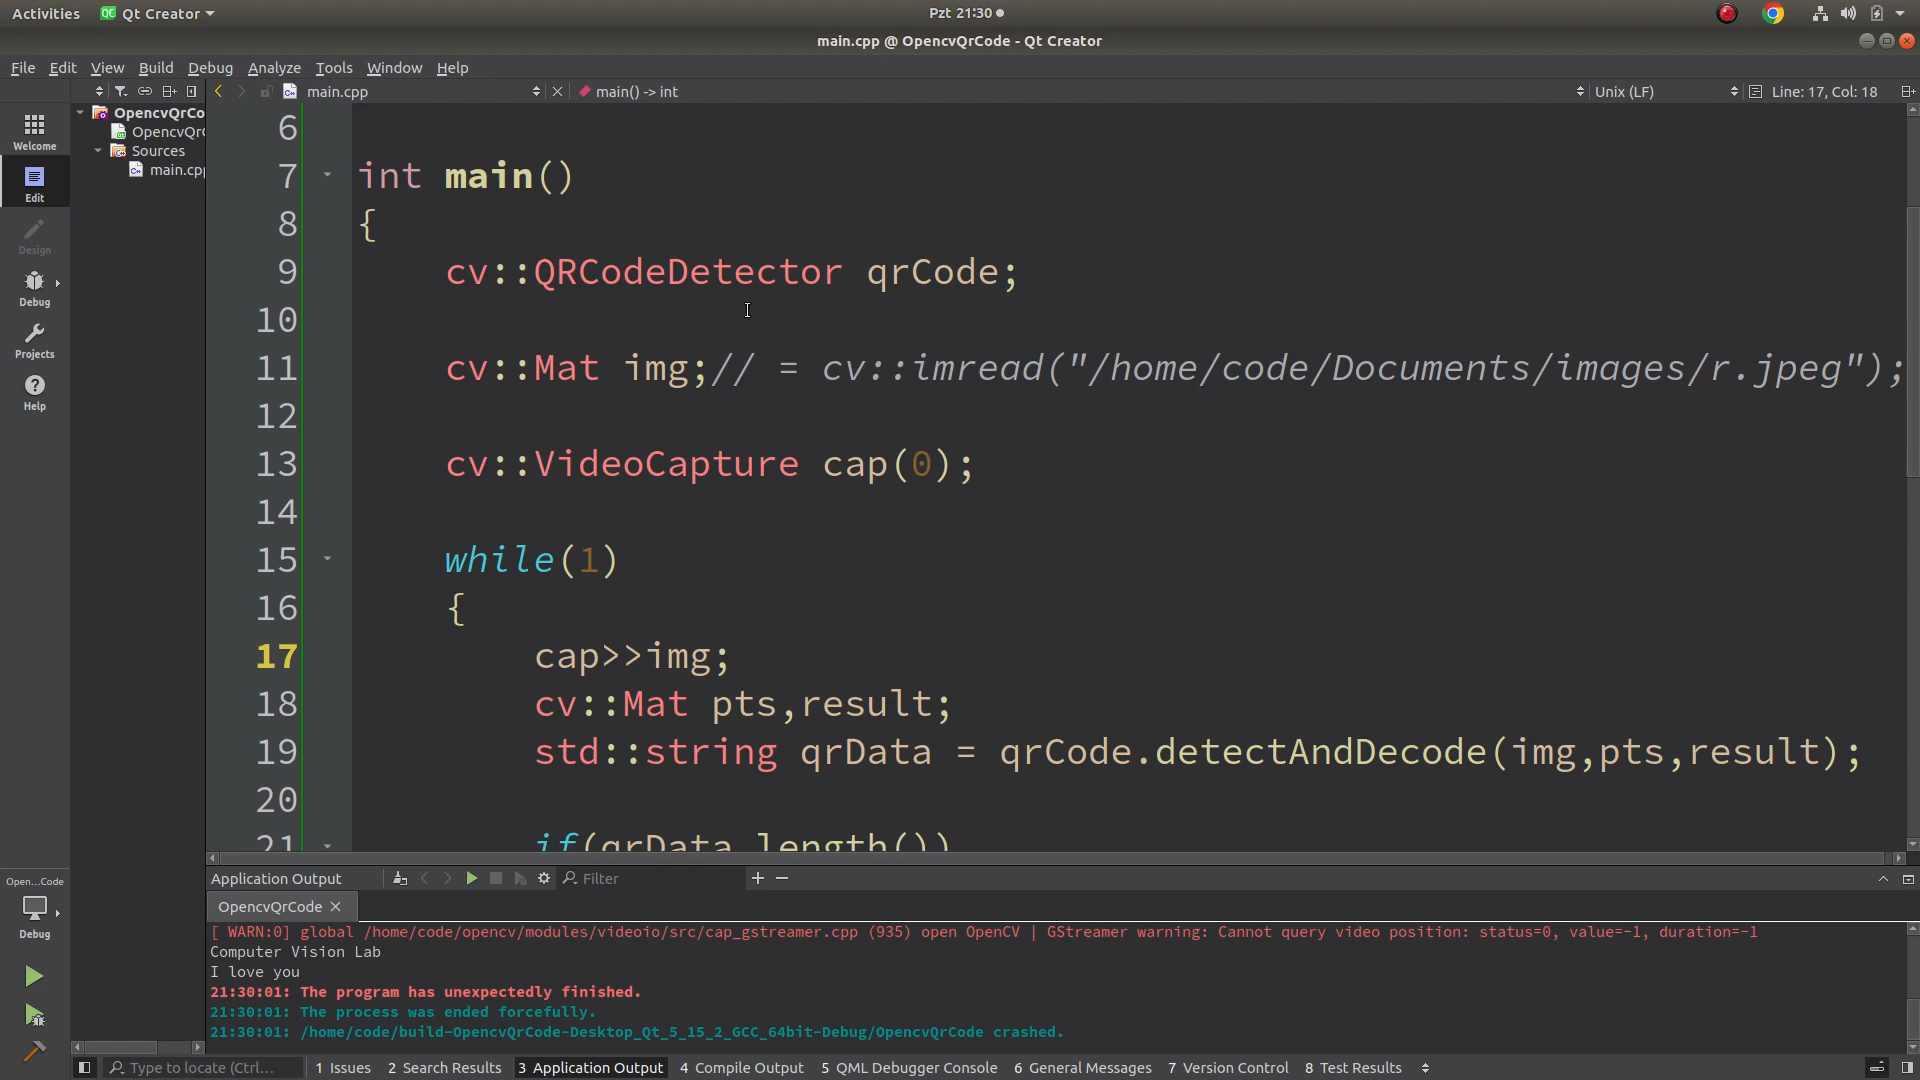 Activities
Qt Creator
Pzt 21:30
main.cpp @ OpencvQrCode - Qt Creator
File Edit View Build Debug Analyze Tools Window Help
main.cpp
main() -> int
Unix (LF)
Line: 17, Col: 18
Welcome
Edit
Design
Debug
Projects
Help
OpencvQrCo
OpencvQr
Sources
main.cpp
6
7 int main()
8 {
9 cv::QRCodeDetector qrCode;
10
11 cv::Mat img;// = cv::imread("/home/code/Documents/images/r.jpeg");
12
13 cv::VideoCapture cap(0);
14
15 while(1)
16 {
17 cap>>img;
18 cv::Mat pts,result;
19 std::string qrData = qrCode.detectAndDecode(img,pts,result);
20
21 if(qrData.length())
Open...Code
Debug
Application Output
Filter
OpencvQrCode
[ WARN:0] global /home/code/opencv/modules/videoio/src/cap_gstreamer.cpp (935) open OpenCV | GStreamer warning: Cannot query video position: status=0, value=-1, duration=-1
Computer Vision Lab
I love you
21:30:01: The program has unexpectedly finished.
21:30:01: The process was ended forcefully.
21:30:01: /home/code/build-OpencvQrCode-Desktop_Qt_5_15_2_GCC_64bit-Debug/OpencvQrCode crashed.
Type to locate (Ctrl...
1 Issues
2 Search Results
3 Application Output
4 Compile Output
5 QML Debugger Console
6 General Messages
7 Version Control
8 Test Results